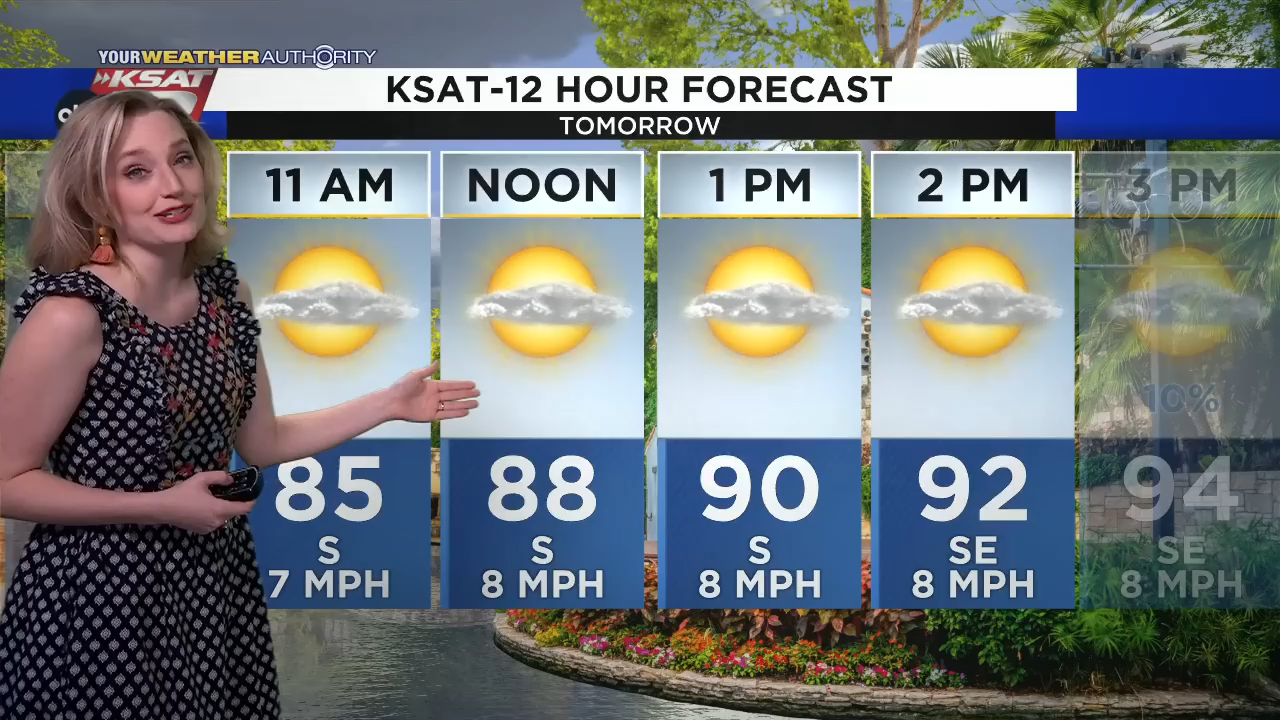 YOUR WEATHER AUTHORITY
KSAT
KSAT-12 HOUR FORECAST
TOMORROW
11 AM
NOON
1 PM
2 PM
3 PM
10%
85
88
90
92
94
S
S
S
SE
SE
7 MPH
8 MPH
8 MPH
8 MPH
8 MPH